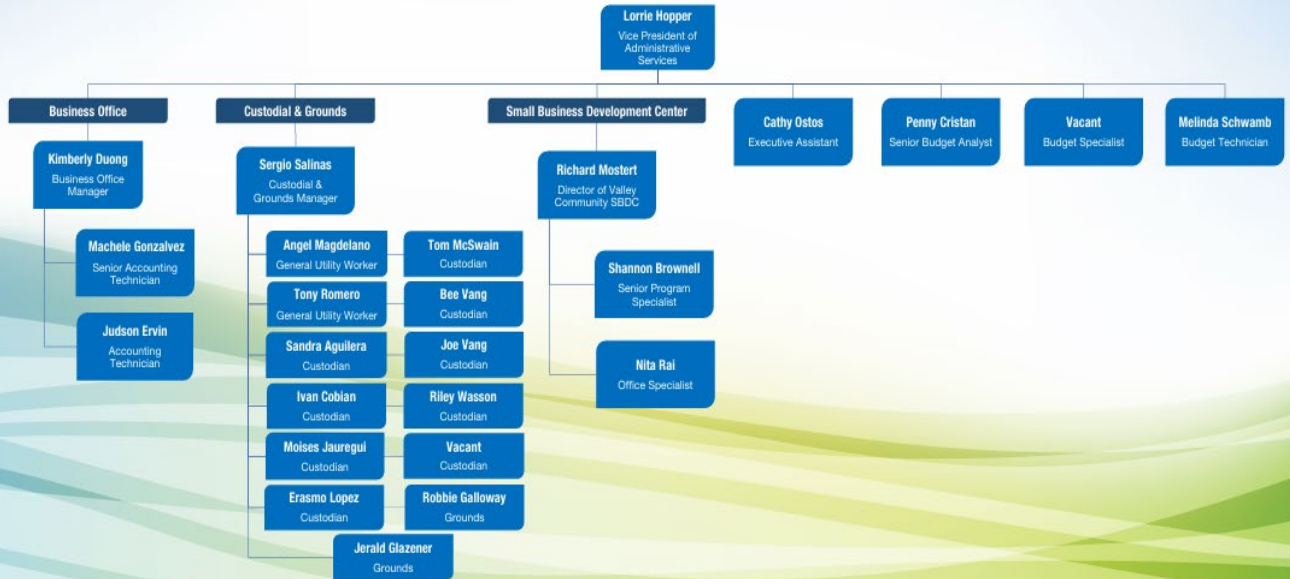 Lorrie Hopper
Vice President of
Administrative
Services
Business Office
Custodial & Grounds
Small Business Development Center
Cathy Ostos
Executive Assistant
Penny Cristan
Senior Budget Analyst
Vacant
Budget Specialist
Melinda Schwamb
Budget Technician
Kimberly Duong
Business Office
Manager
Machele Gonzalvez
Senior Accounting
Technician
Judson Ervin
Accounting
Technician
Sergio Salinas
Custodial &
Grounds Manager
Angel Magdelano
General Utility Worker
Tom McSwain
Custodian
Tony Romero
General Utility Worker
Bee Vang
Custodian
Sandra Aguilera
Custodian
Joe Vang
Custodian
Ivan Cobian
Custodian
Riley Wasson
Custodian
Moises Jauregui
Custodian
Vacant
Custodian
Erasmo Lopez
Custodian
Robbie Galloway
Grounds
Jerald Glazener
Grounds
Richard Mostert
Director of Valley
Community SBDC
Shannon Brownell
Senior Program
Specialist
Nita Rai
Office Specialist